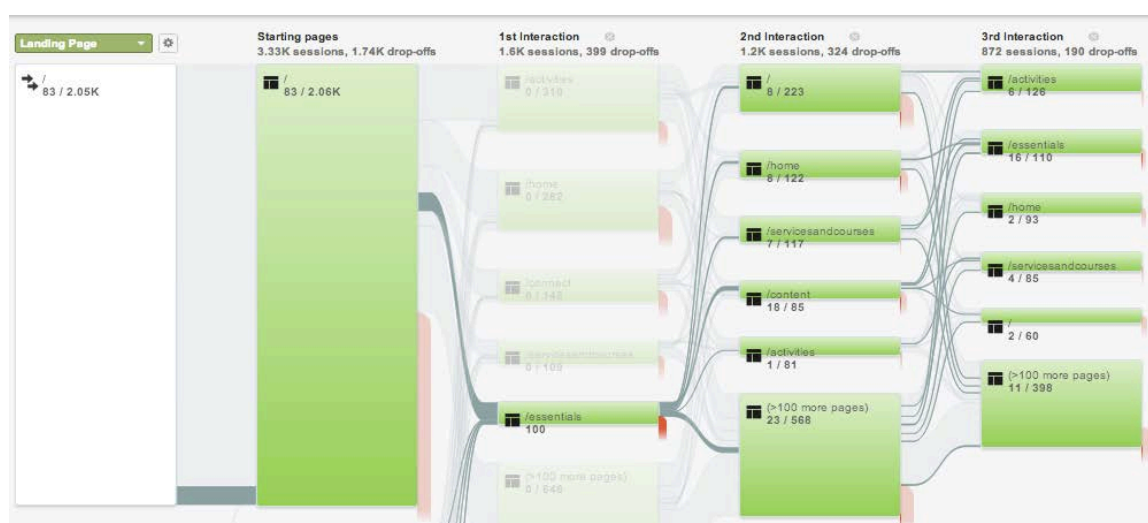 Landing Page
/
83 / 2.05K
Starting pages
3.33K sessions, 1.74K drop-offs
/
83 / 2.06K
1st Interaction
1.6K sessions, 399 drop-offs
/activities
0 / 310
/home
0 / 262
/connect
0 / 148
/servicesandcourses
0 / 109
/essentials
100
(>100 more pages)
0 / 646
2nd Interaction
1.2K sessions, 324 drop-offs
/
8 / 223
/home
8 / 122
/servicesandcourses
7 / 117
/content
18 / 85
/activities
1 / 81
(>100 more pages)
23 / 568
3rd Interaction
872 sessions, 190 drop-offs
/activities
6 / 126
/essentials
16 / 110
/home
2 / 93
/servicesandcourses
4 / 85
/
2 / 60
(>100 more pages)
11 / 398